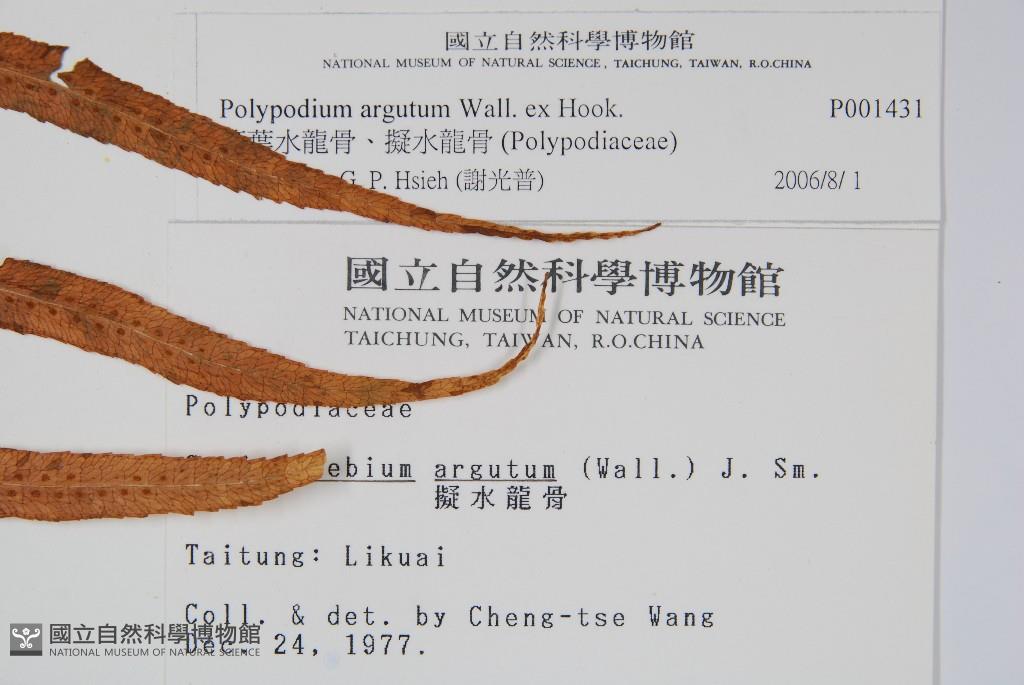 國立自然科學博物館
NATIONAL MUSEUM OF NATURAL SCIENCE, TAICHUNG, TAIWAN, R.O.CHINA
Polypodium argutum Wall. ex Hook. P001431
葉水龍骨、擬水龍骨 (Polypodiaceae)
G. P. Hsieh (謝光普) 2006/8/ 1
國立自然科學博物館
NATIONAL MUSEUM OF NATURAL SCIENCE
TAICHUNG, TAIWAN, R.O.CHINA
Polypodiaceae
argutum (Wall.) J. Sm.
擬水龍骨
Taitung: Likuai
Coll. & det. by Cheng-tse Wang
Dec. 24, 1977.
國立自然科學博物館
NATIONAL MUSEUM OF NATURAL SCIENCE